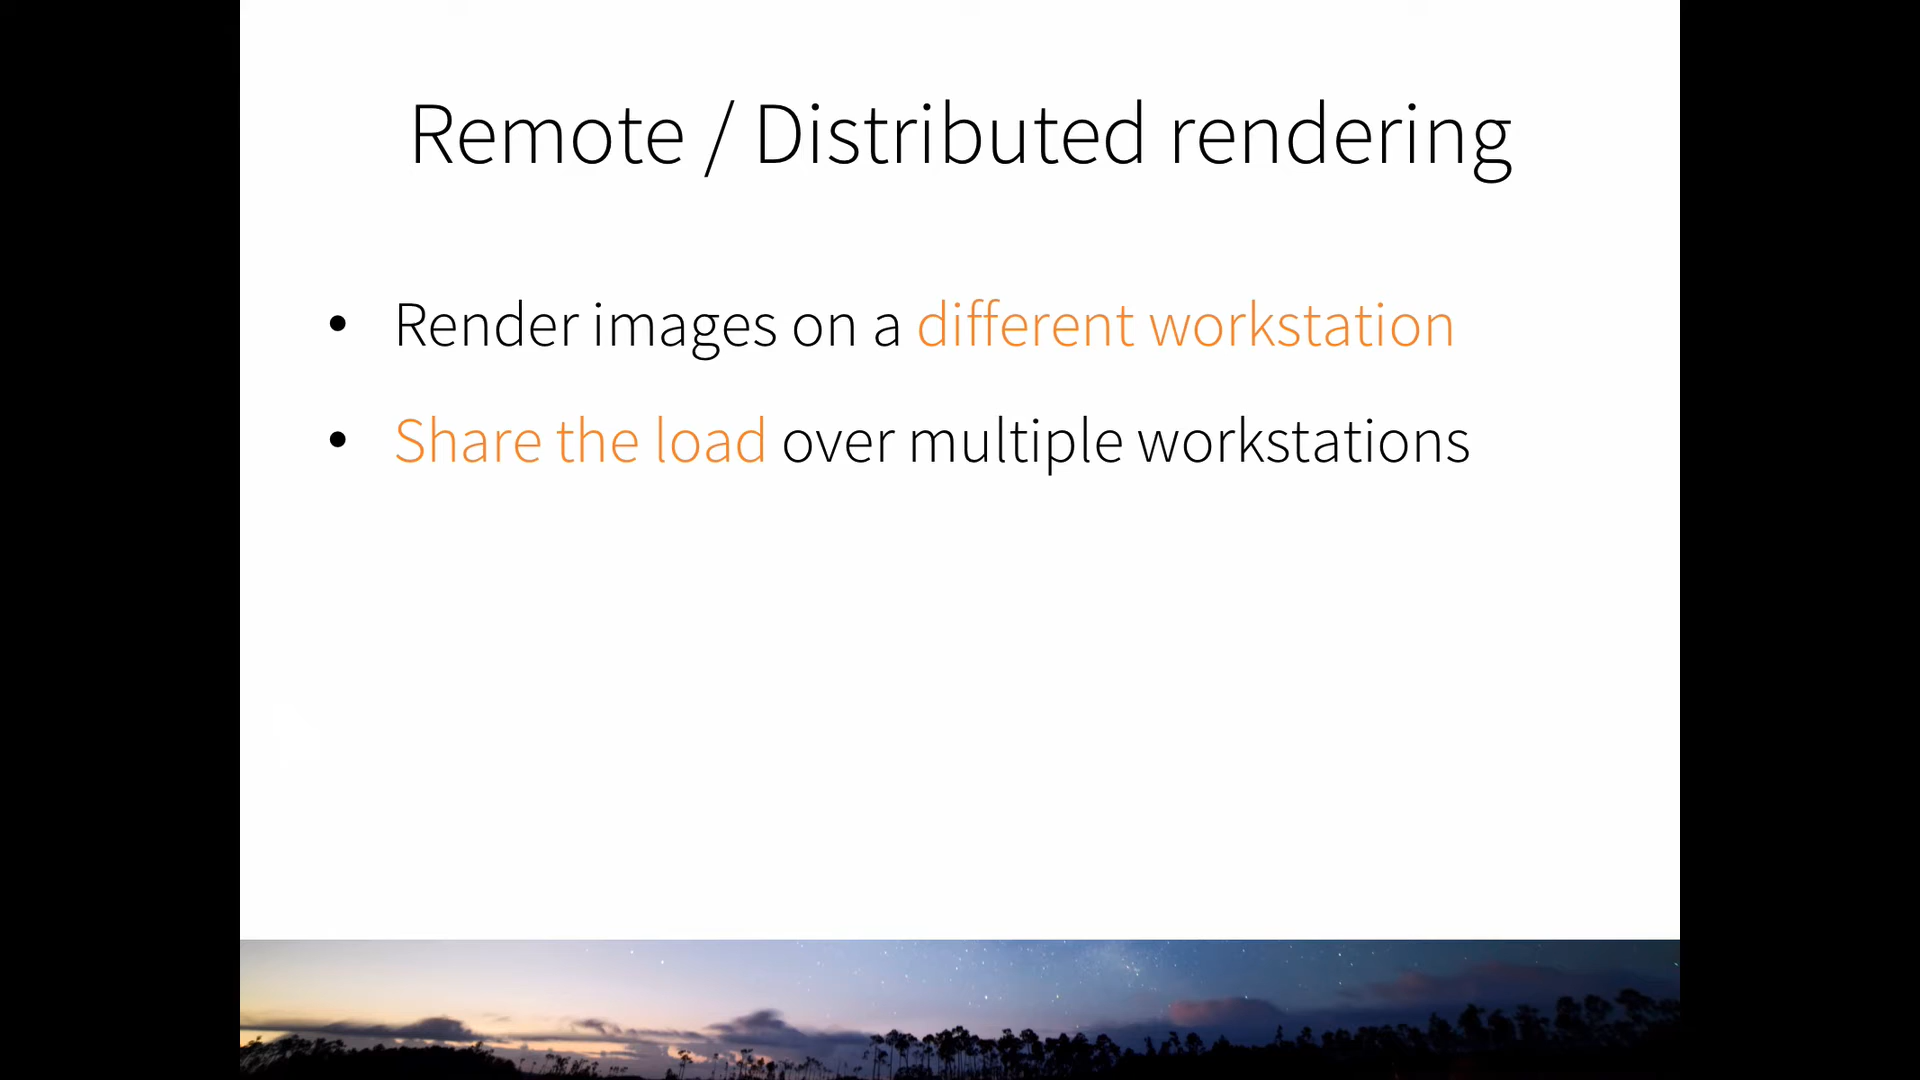 Remote / Distributed rendering
• Render images on a different workstation
• Share the load over multiple workstations